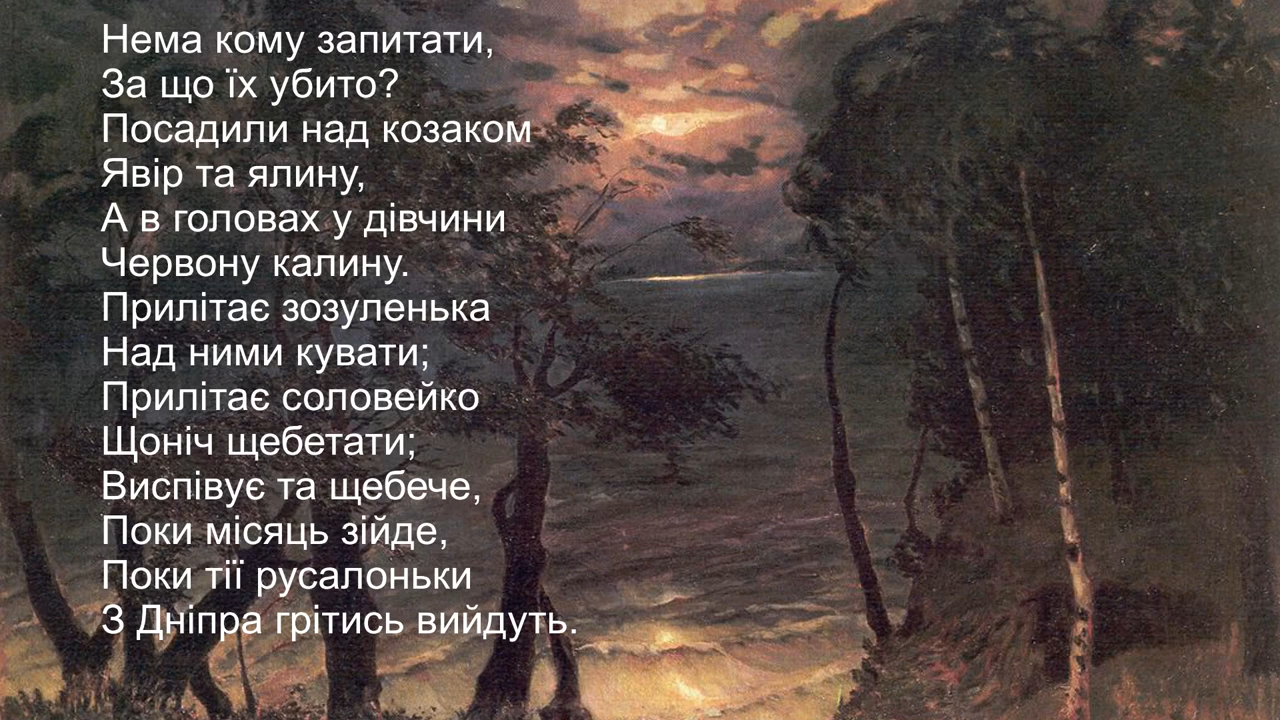 Нема кому запитати,
За що їх убито?
Посадили над козаком
Явір та ялину,
А в головах у дівчини
Червону калину.
Прилітає зозуленька
Над ними кувати;
Прилітає соловейко
Щоніч щебетати;
Виспівує та щебече,
Поки місяць зійде,
Поки тії русалоньки
З Дніпра грітись вийдуть.